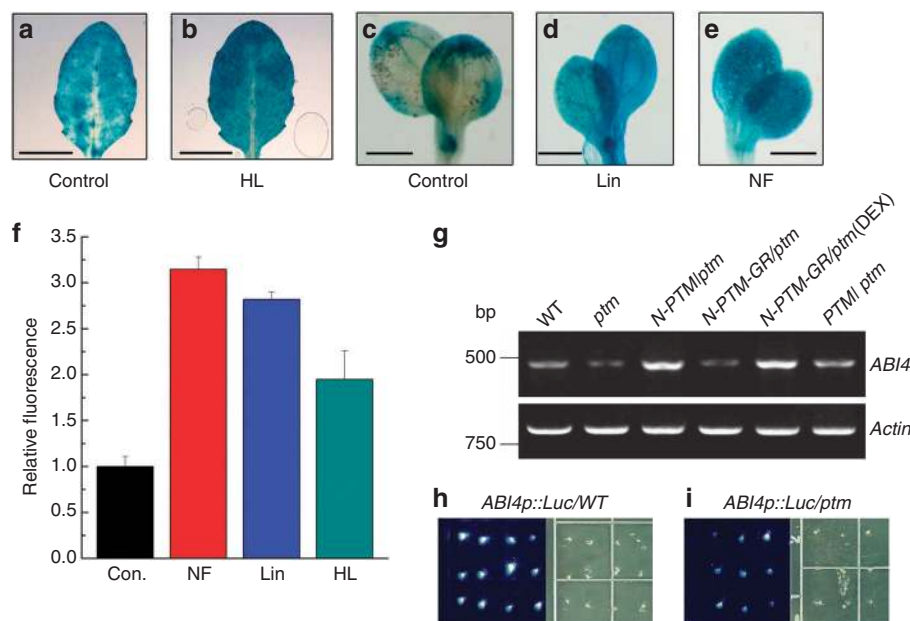 a
b
c
d
e
Control
HL
Control
Lin
NF
f
Relative fluorescence
3.5
3.0
2.5
2.0
1.5
1.0
0.5
0.0
Con.
NF
Lin
HL
g
bp
WT
ptm
N-PTM/ptm
N-PTM-GR/ptm
N-PTM-GR/ptm(DEX)
PTM/ ptm
500
ABI4
Actin
750
h
ABI4p::Luc/WT
i
ABI4p::Luc/ptm